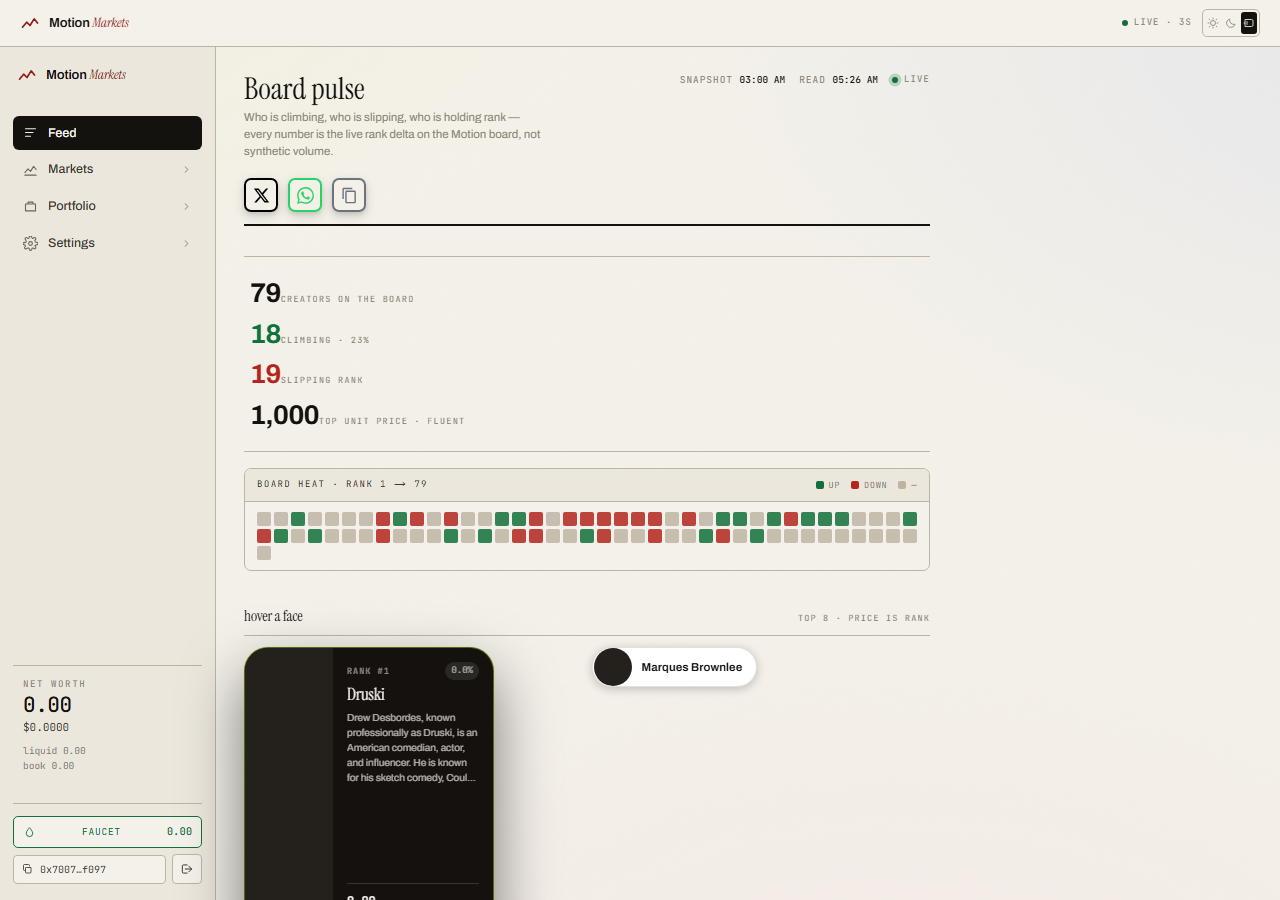 Motion Markets
LIVE · 3S
Motion Markets
Feed
Markets
Portfolio
Settings
NET WORTH
0.00
$0.0000
liquid 0.00
book 0.00
FAUCET 0.00
0x7007…f097
Board pulse
SNAPSHOT 03:00 AM READ 05:26 AM LIVE
Who is climbing, who is slipping, who is holding rank —
every number is the live rank delta on the Motion board, not
synthetic volume.
79 CREATORS ON THE BOARD
18 CLIMBING · 23%
19 SLIPPING RANK
1,000 TOP UNIT PRICE · FLUENT
BOARD HEAT · RANK 1 → 79
UP DOWN —
hover a face
TOP 8 · PRICE IS RANK
RANK #1 0.0%
Druski
Drew Desbordes, known
professionally as Druski, is an
American comedian, actor,
and influencer. He is known
for his sketch comedy, Coul…
Marques Brownlee